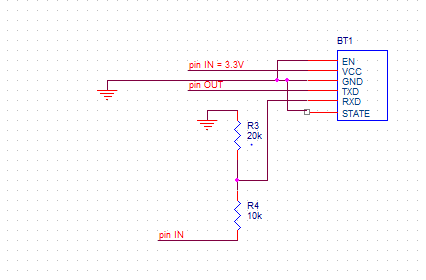 BT1
EN
pin IN = 3.3V
VCC
GND
pin OUT
TXD
RXD
STATE
R3
20k
R4
10k
pin IN